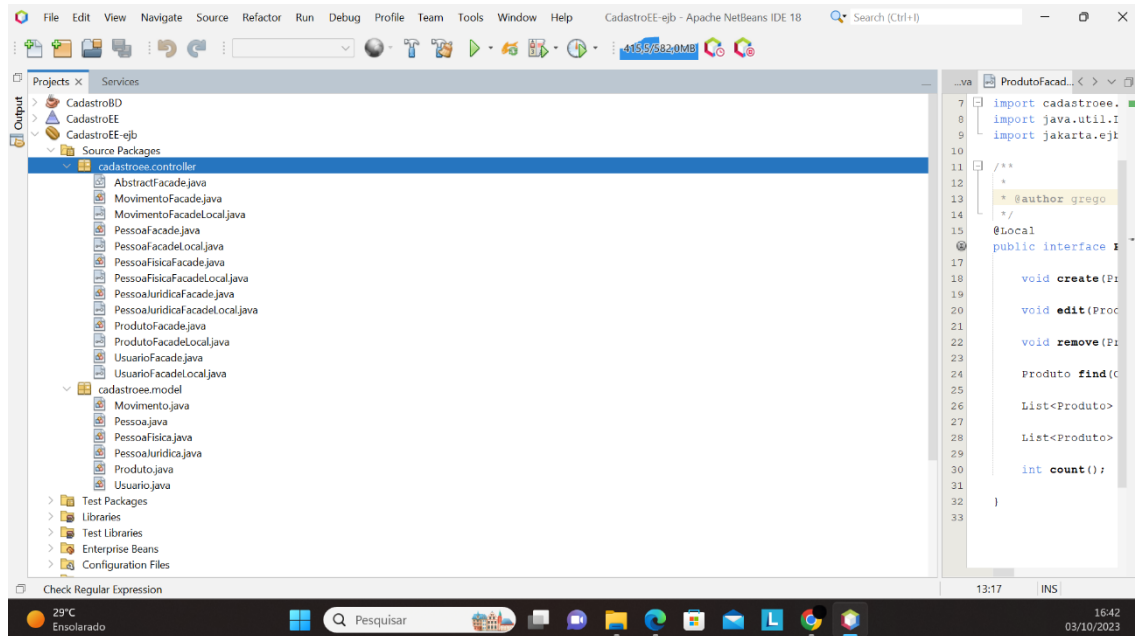 File Edit View Navigate Source Refactor Run Debug Profile Team Tools Window Help CadastroEE-ejb - Apache NetBeans IDE 18 Search (Ctrl+I)
415,5/582,0MB
Projects Services
...va ProdutoFacad...
Output
CadastroBD
CadastroEE
CadastroEE-ejb
Source Packages
cadastroee.controller
AbstractFacade.java
MovimentoFacade.java
MovimentoFacadeLocal.java
PessoaFacade.java
PessoaFacadeLocal.java
PessoaFisicaFacade.java
PessoaFisicaFacadeLocal.java
PessoaJuridicaFacade.java
PessoaJuridicaFacadeLocal.java
ProdutoFacade.java
ProdutoFacadeLocal.java
UsuarioFacade.java
UsuarioFacadeLocal.java
cadastroee.model
Movimento.java
Pessoa.java
PessoaFisica.java
PessoaJuridica.java
Produto.java
Usuario.java
Test Packages
Libraries
Test Libraries
Enterprise Beans
Configuration Files
7 import cadastroee.
8 import java.util.
9 import jakarta.ejb
10
11 /**
12 *
13 * @author grego
14 */
15 @Local
public interface
17
18 void create(
19
20 void edit(
21
22 void remove(
23
24 Produto find(
25
26 List<Produto>
27
28 List<Produto>
29
30 int count();
31
32 }
33
Check Regular Expression
13:17 INS
29°C
Ensolarado
Pesquisar
16:42
03/10/2023